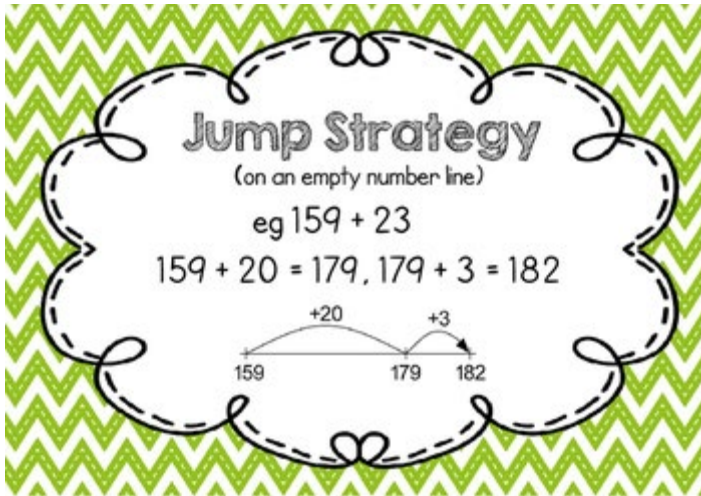 Jump Strategy
(on an empty number line)
eg 159 + 23
159 + 20 = 179, 179 + 3 = 182
+20 +3
159 179 182